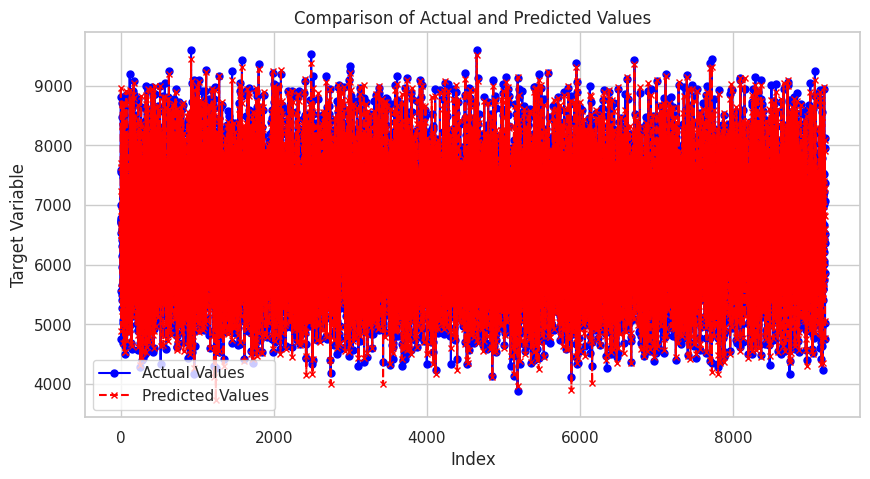 Comparison of Actual and Predicted Values
Target Variable
9000
8000
7000
6000
5000
4000
Actual Values
Predicted Values
0
2000
4000
6000
8000
Index